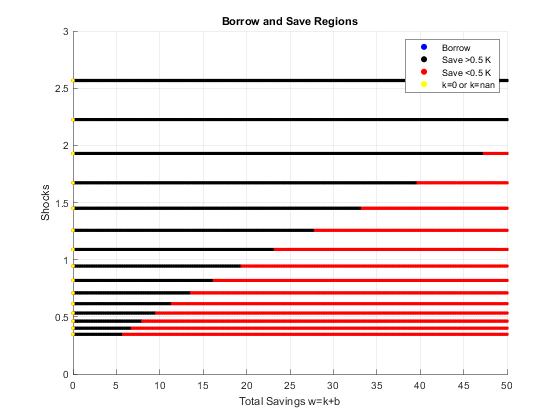 Borrow and Save Regions
3
2.5
2
1.5
1
0.5
0
Shocks
Borrow
Save >0.5 K
Save <0.5 K
k=0 or k=nan
0 5 10 15 20 25 30 35 40 45 50
Total Savings w=k+b